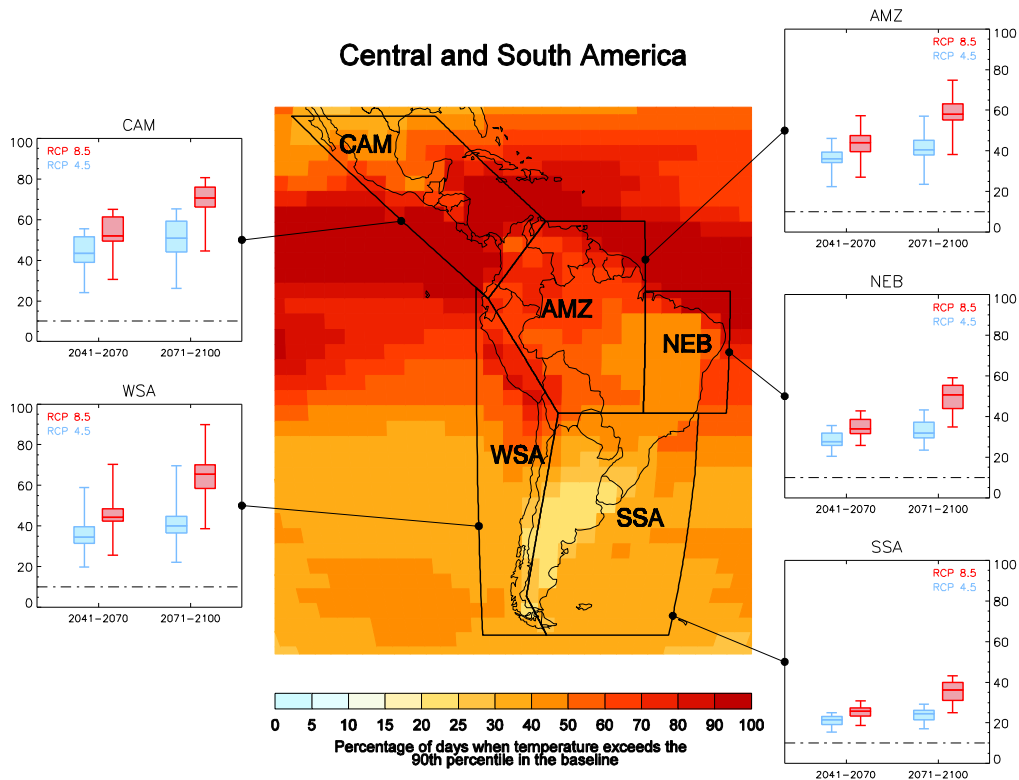 Central and South America
CAM
RCP 8.5
RCP 4.5
100
80
60
40
20
0
2041-2070
2071-2100
WSA
RCP 8.5
RCP 4.5
100
80
60
40
20
0
2041-2070
2071-2100
CAM
AMZ
NEB
WSA
SSA
AMZ
RCP 8.5
RCP 4.5
100
80
60
40
20
0
2041-2070
2071-2100
NEB
RCP 8.5
RCP 4.5
100
80
60
40
20
0
2041-2070
2071-2100
SSA
RCP 8.5
RCP 4.5
100
80
60
40
20
0
2041-2070
2071-2100
0 5 10 15 20 25 30 40 50 60 70 80 90 100
Percentage of days when temperature exceeds the
90th percentile in the baseline